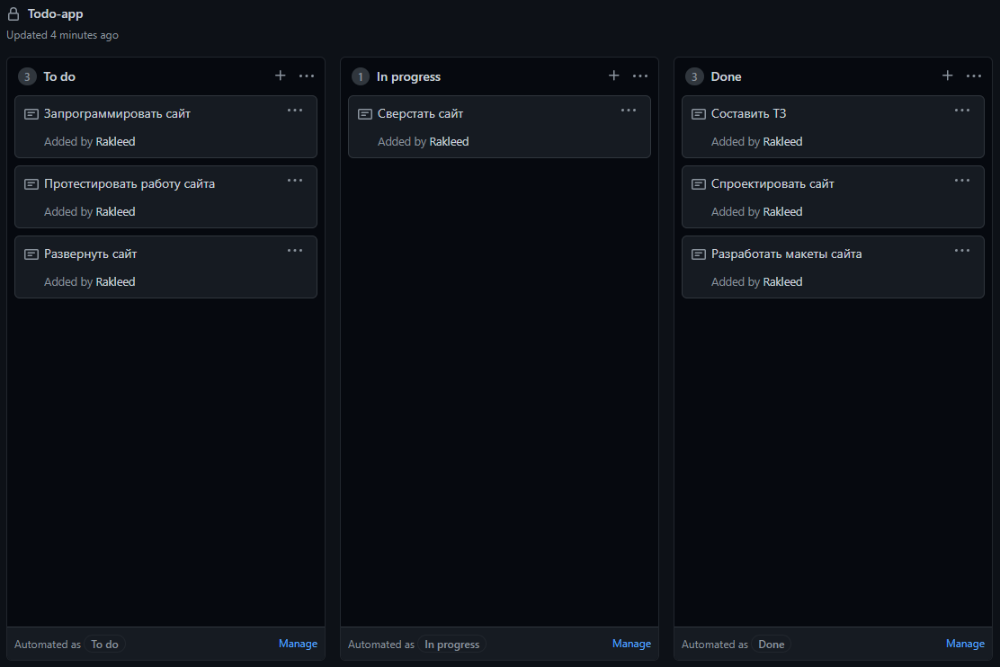 Todo-app
Updated 4 minutes ago
3 To do
Запрограммировать сайт
Added by Rakleed
Протестировать работу сайта
Added by Rakleed
Развернуть сайт
Added by Rakleed
Automated as To do Manage
1 In progress
Сверстать сайт
Added by Rakleed
Automated as In progress Manage
3 Done
Составить ТЗ
Added by Rakleed
Спроектировать сайт
Added by Rakleed
Разработать макеты сайта
Added by Rakleed
Automated as Done Manage